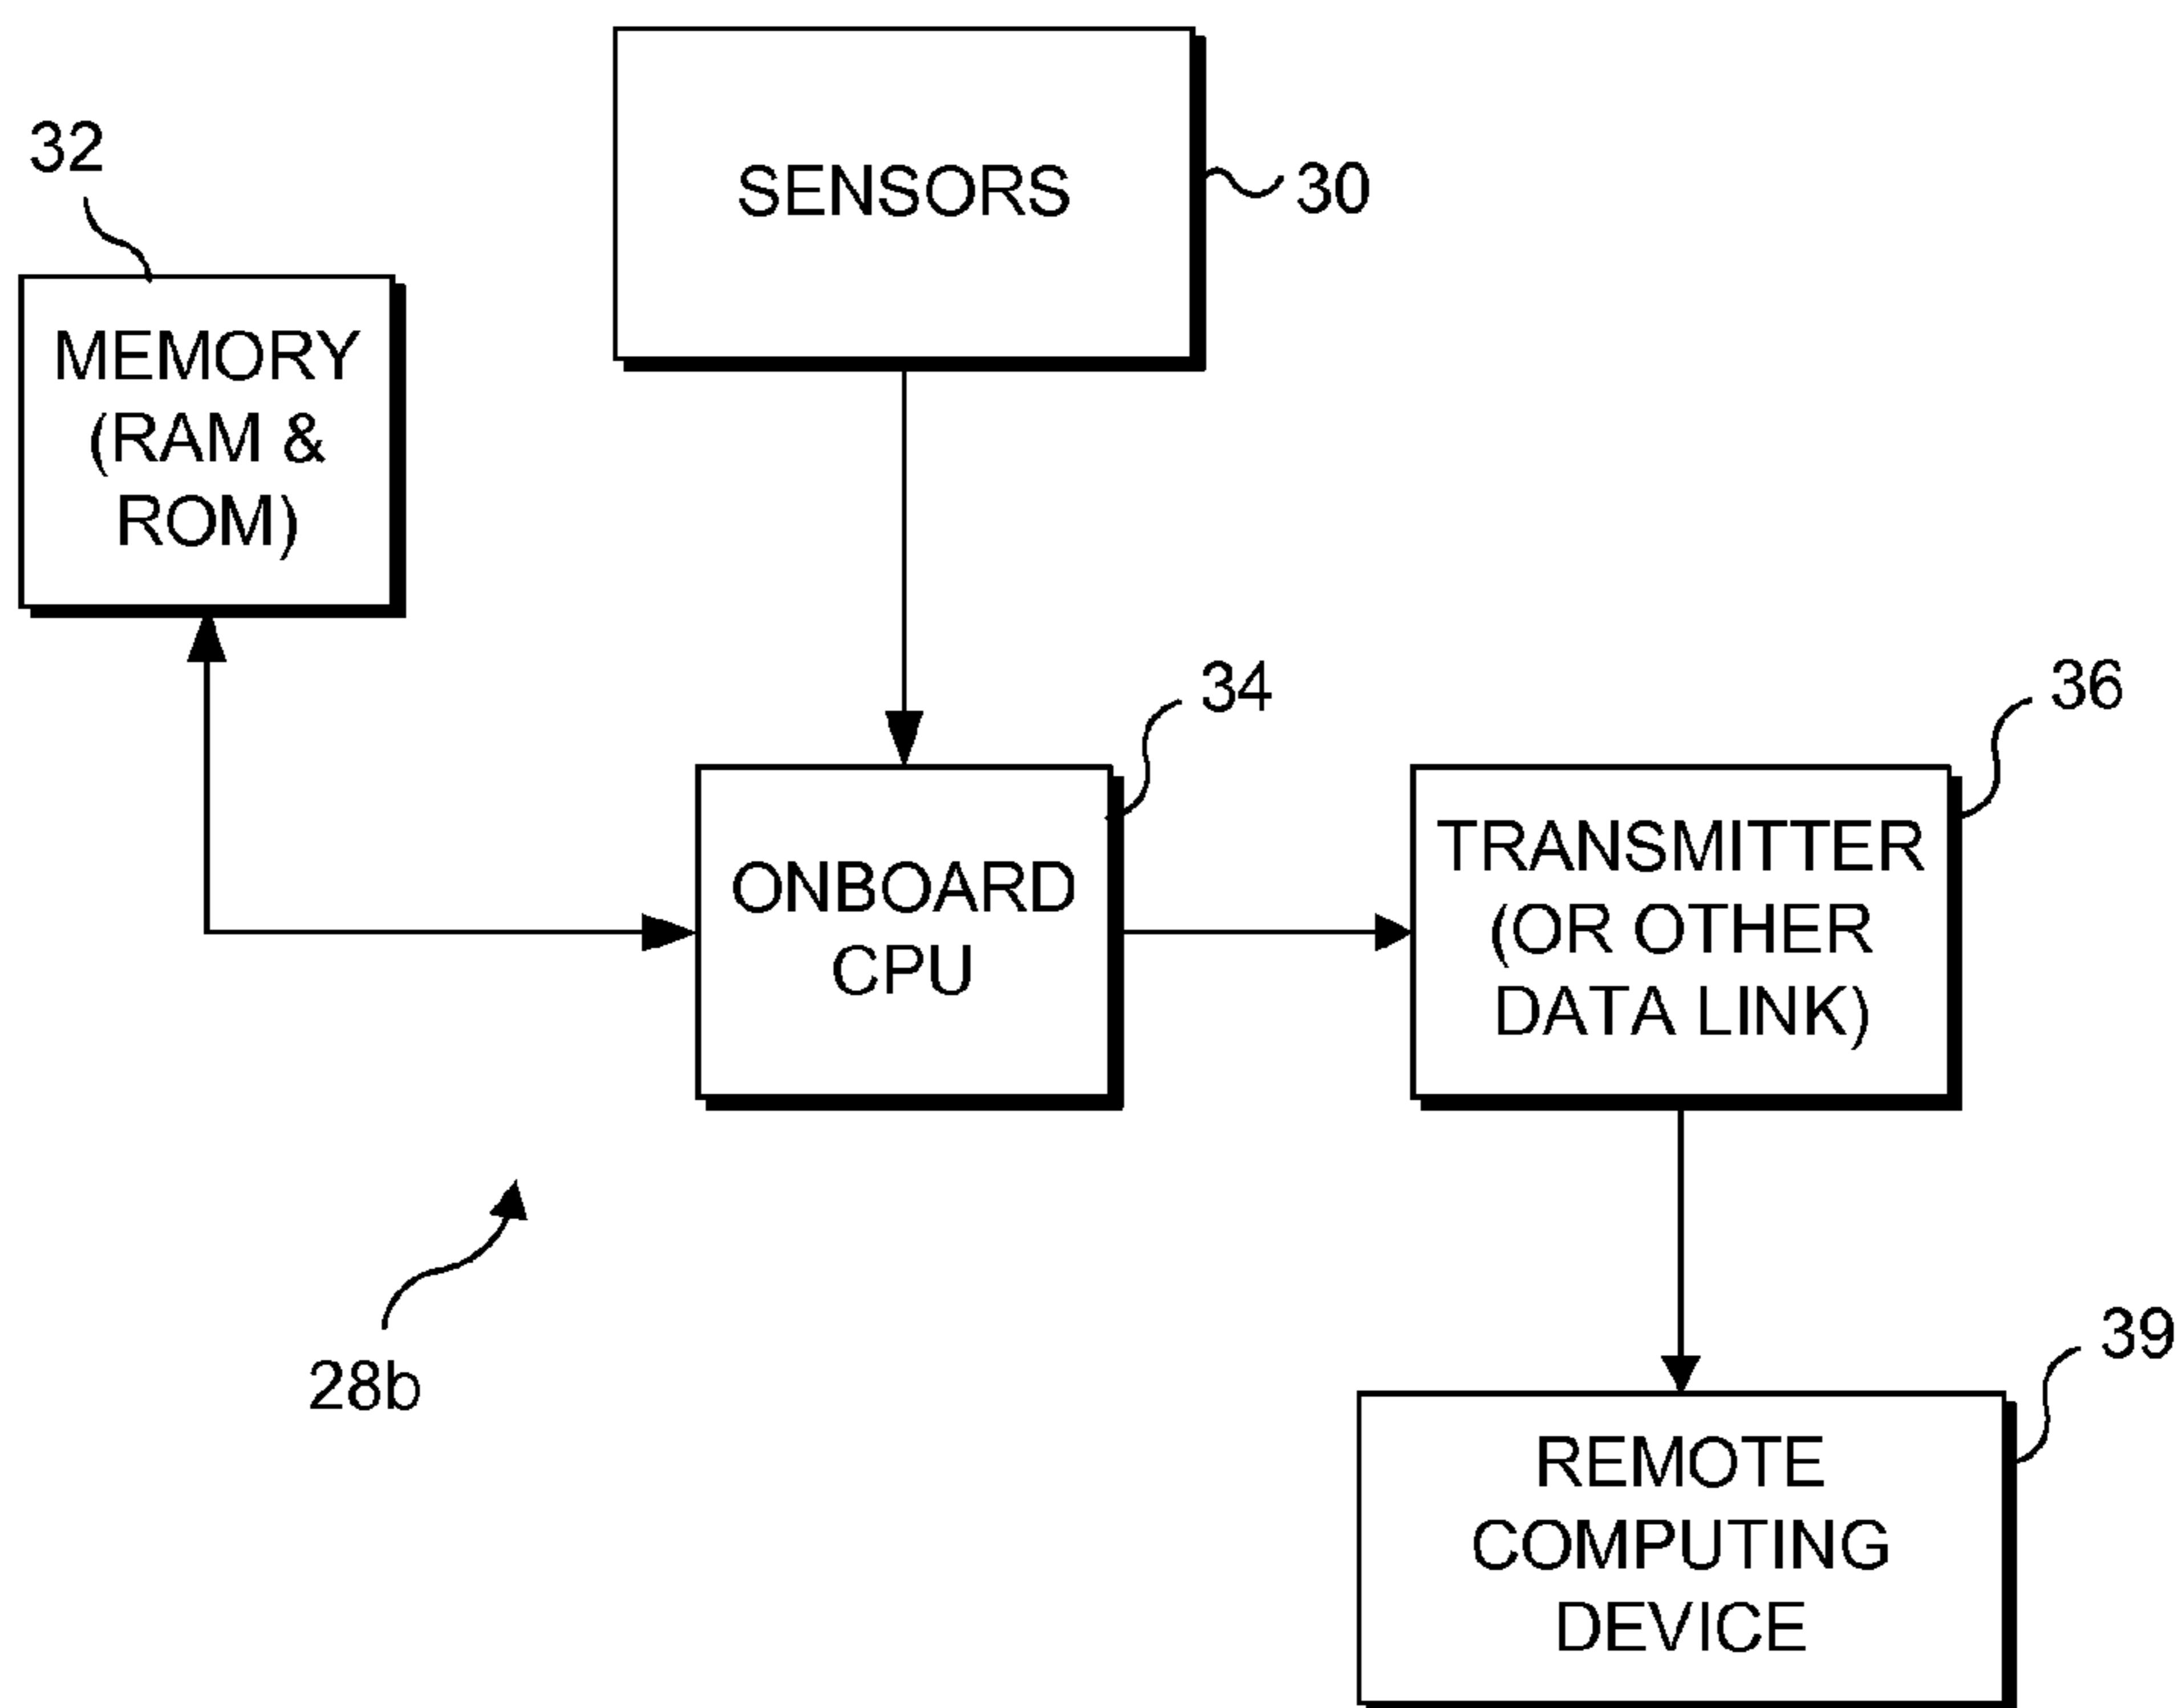 32
SENSORS
30
MEMORY
(RAM &
ROM)
34
36
ONBOARD
CPU
TRANSMITTER
(OR OTHER
DATA LINK)
28b
39
REMOTE
COMPUTING
DEVICE